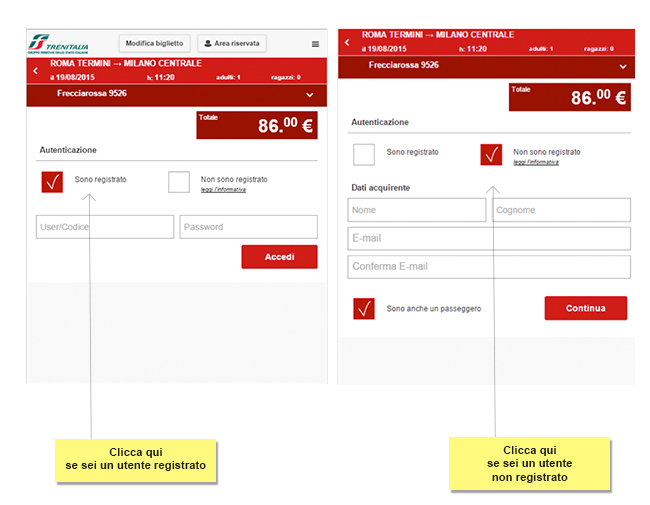 TRENITALIA
GRUPPO FERROVIE DELLO STATO ITALIANE
Modifica biglietto
Area riservata
ROMA TERMINI → MILANO CENTRALE
il 19/08/2015 h: 11:20 adulti: 1 ragazzi: 0
Frecciarossa 9526
Totale
86.00 €
Autenticazione
Sono registrato
Non sono registrato
leggi l'informativa
User/Codice
Password
Accedi
Clicca qui
se sei un utente registrato
ROMA TERMINI → MILANO CENTRALE
il 19/08/2015 h: 11:20 adulti: 1 ragazzi: 0
Frecciarossa 9526
Totale
86.00 €
Autenticazione
Sono registrato
Non sono registrato
leggi l'informativa
Dati acquirente
Nome
Cognome
E-mail
Conferma E-mail
Sono anche un passeggero
Continua
Clicca qui
se sei un utente
non registrato